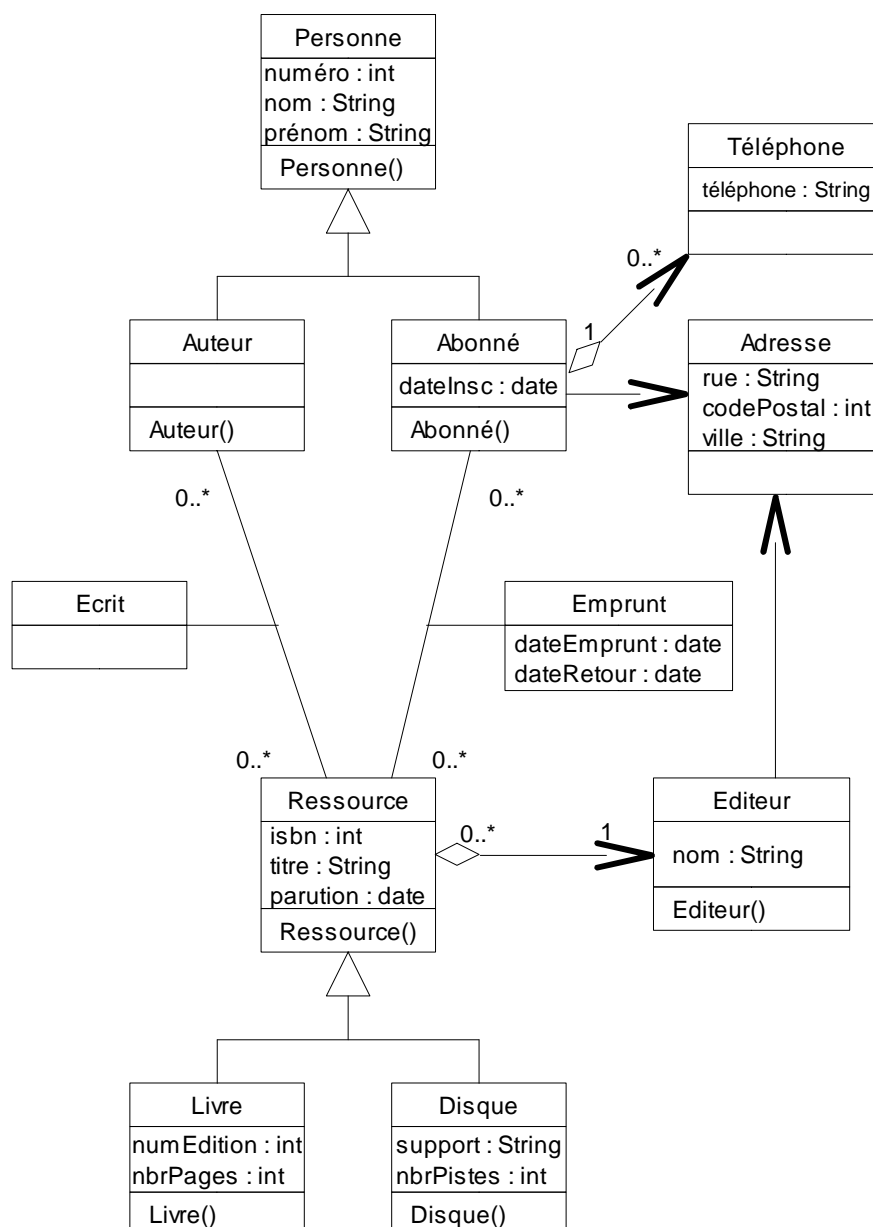 Personne
numéro : int
nom : String
prénom : String
Personne()
Téléphone
téléphone : String
0..*
1
Auteur
Auteur()
Abonné
dateInsc : date
Abonné()
Adresse
rue : String
codePostal : int
ville : String
0..*
0..*
Ecrit
Emprunt
dateEmprunt : date
dateRetour : date
0..*
0..*
Ressource
isbn : int
titre : String
parution : date
Ressource()
0..*
1
Editeur
nom : String
Editeur()
Livre
numEdition : int
nbrPages : int
Livre()
Disque
support : String
nbrPistes : int
Disque()